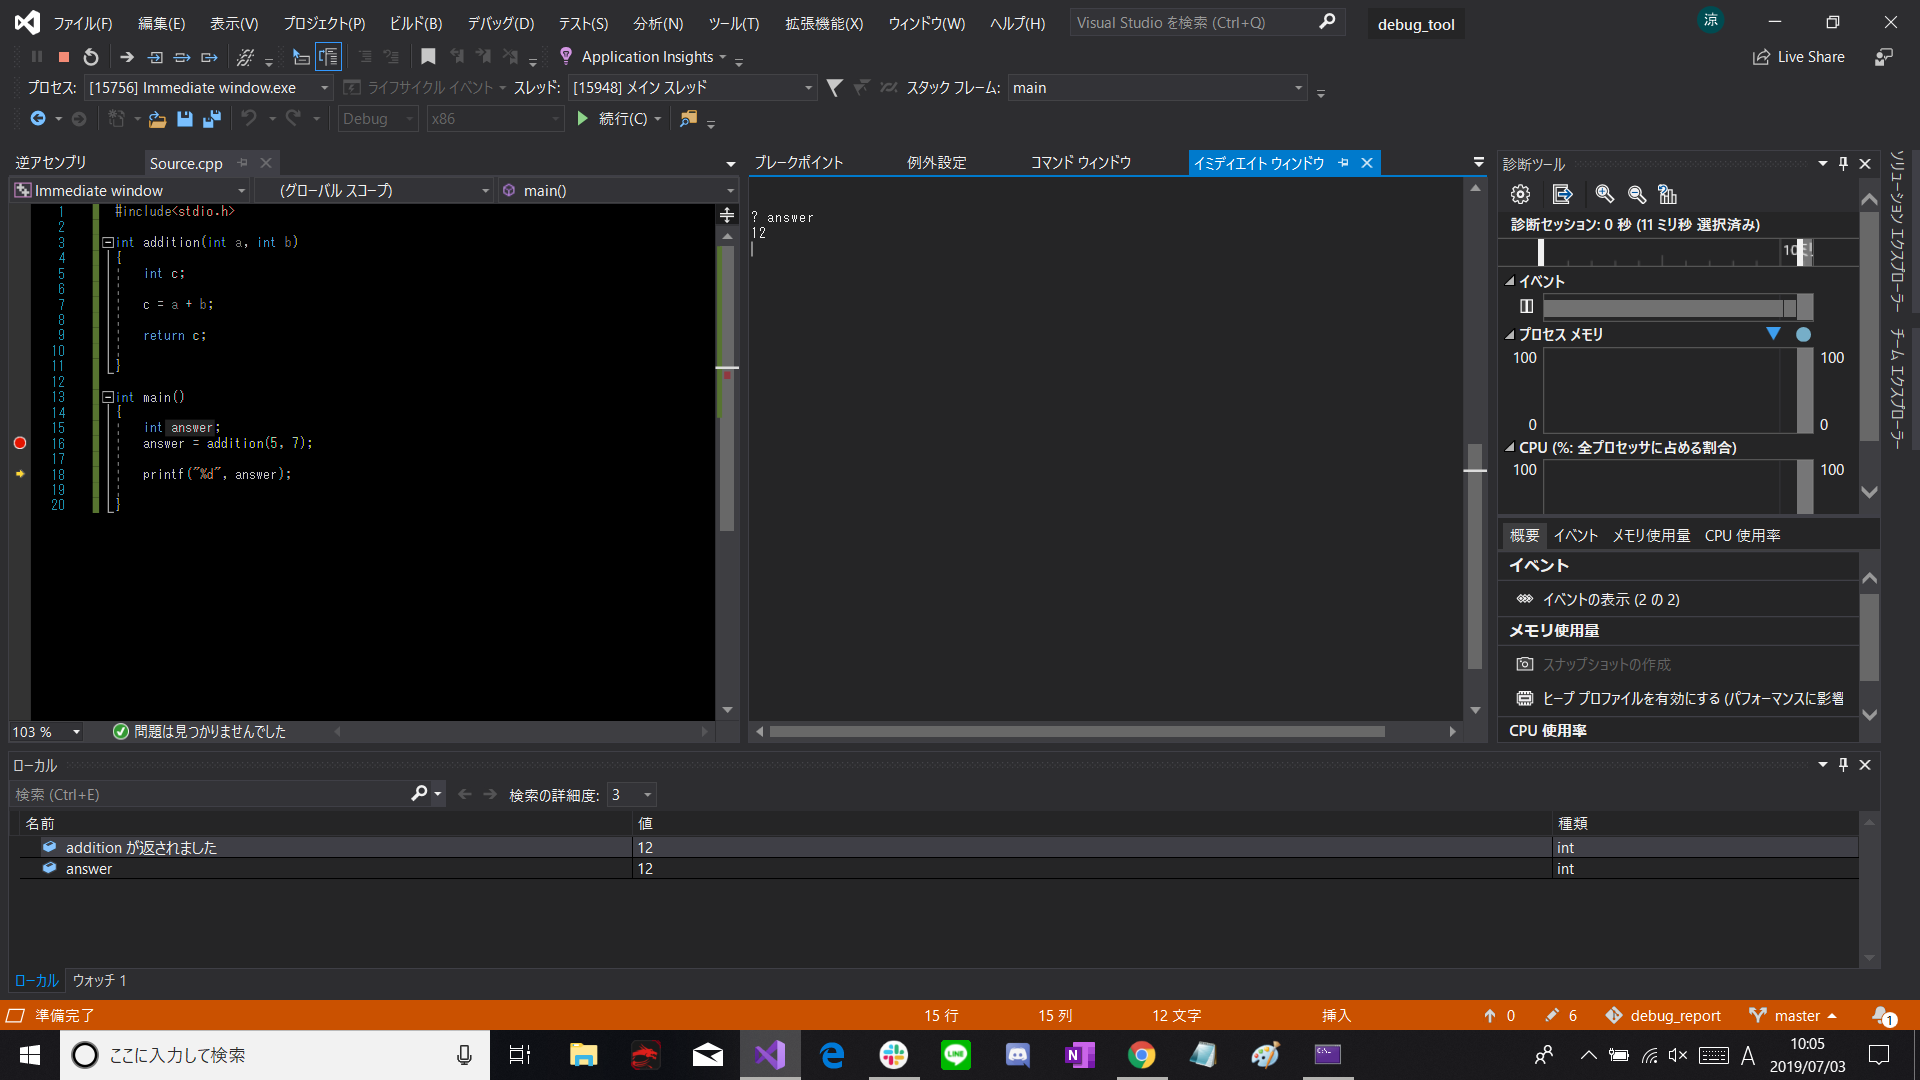 ファイル(F) 編集(E) 表示(V) プロジェクト(P) ビルド(B) デバッグ(D) テスト(S) 分析(N) ツール(T) 拡張機能(X) ウィンドウ(W) ヘルプ(H) Visual Studio を検索 (Ctrl+Q) debug_tool 涼
Application Insights Live Share
プロセス: [15756] Immediate window.exe ライフサイクル イベント スレッド: [15948] メイン スレッド スタック フレーム: main
Debug x86 続行(C)
逆アセンブリ Source.cpp
Immediate window (グローバル スコープ) main()
1 #include<stdio.h>
2
3 int addition(int a, int b)
4 {
5 int c;
6
7 c = a + b;
8
9 return c;
10
11 }
12
13 int main()
14 {
15 int answer;
16 answer = addition(5, 7);
17
18 printf("%d", answer);
19
20 }
103 % 問題は見つかりませんでした
ブレークポイント 例外設定 コマンド ウィンドウ イミディエイト ウィンドウ
? answer
12
診断ツール
診断セッション: 0 秒 (11 ミリ秒 選択済み)
イベント
プロセス メモリ
100 100
0 0
CPU (%: 全プロセッサに占める割合)
100 100
概要 イベント メモリ使用量 CPU 使用率
イベント
イベントの表示 (2 の 2)
メモリ使用量
スナップショットの作成
ヒープ プロファイルを有効にする (パフォーマンスに影響
CPU 使用率
ソリューション エクスプローラー
チーム エクスプローラー
ローカル
検索 (Ctrl+E) 検索の詳細度: 3
名前 値 種類
addition が返されました 12 int
answer 12 int
ローカル ウォッチ 1
準備完了 15 行 15 列 12 文字 挿入 0 6 debug_report master 1
ここに入力して検索 LINE A 10:05
2019/07/03